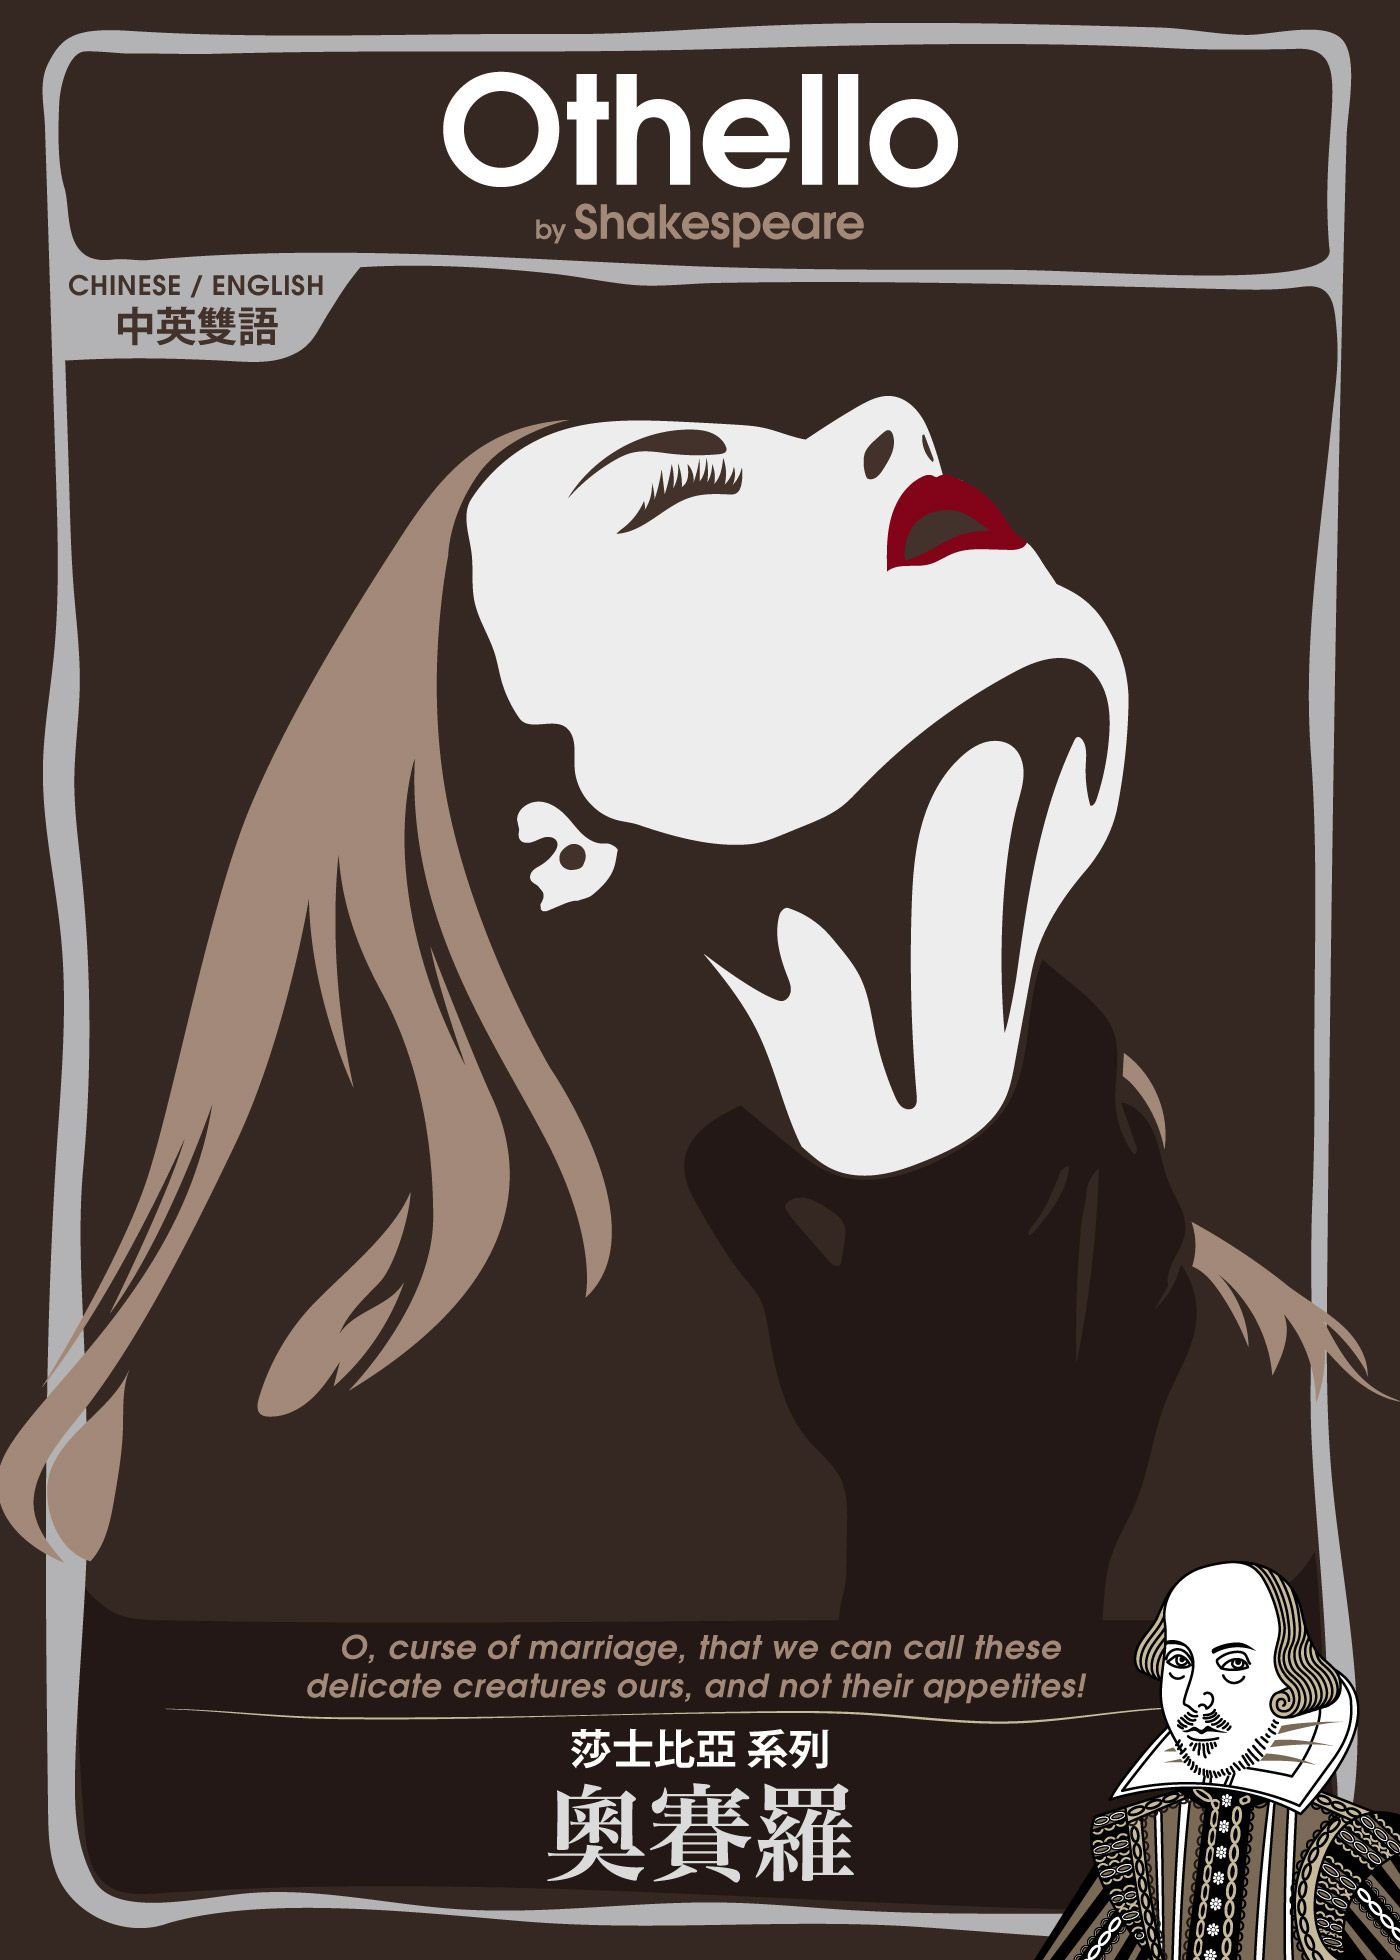 Othello
by Shakespeare
CHINESE / ENGLISH
中英雙語
O, curse of marriage, that we can call these
delicate creatures ours, and not their appetites!
莎士比亞 系列
奧賽羅